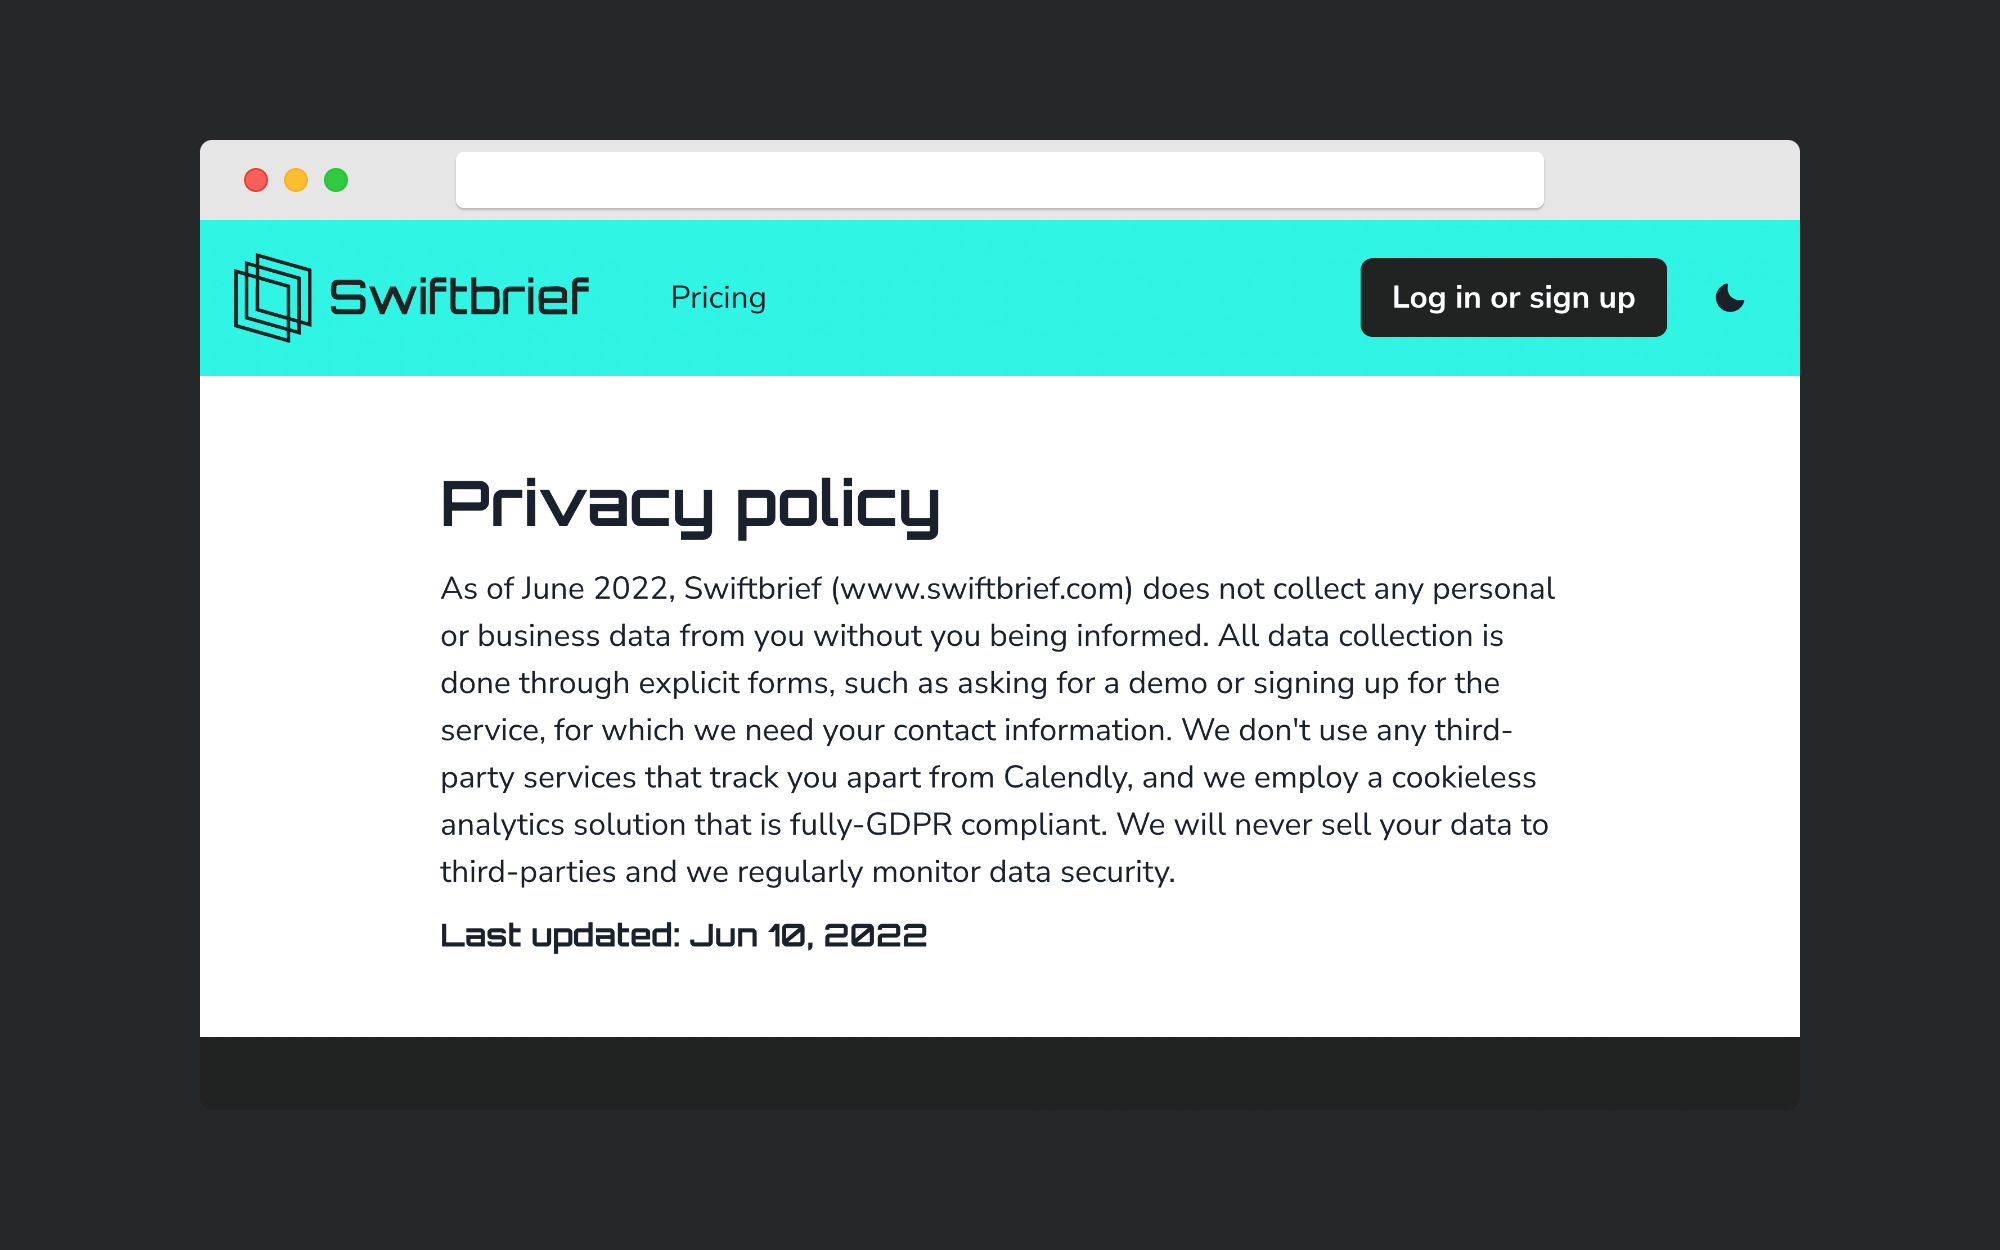 Swiftbrief
Pricing
Log in or sign up
Privacy policy
As of June 2022, Swiftbrief (www.swiftbrief.com) does not collect any personal
or business data from you without you being informed. All data collection is
done through explicit forms, such as asking for a demo or signing up for the
service, for which we need your contact information. We don't use any third-
party services that track you apart from Calendly, and we employ a cookieless
analytics solution that is fully-GDPR compliant. We will never sell your data to
third-parties and we regularly monitor data security.
Last updated: Jun 10, 2022